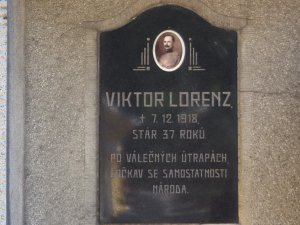 VIKTOR LORENZ
✝ 7. 12. 1918,
STÁR 37 ROKŮ
PO VÁLEČNÝCH ÚTRAPÁCH,
DOČKAV SE SAMOSTATNOSTI
NÁRODA.